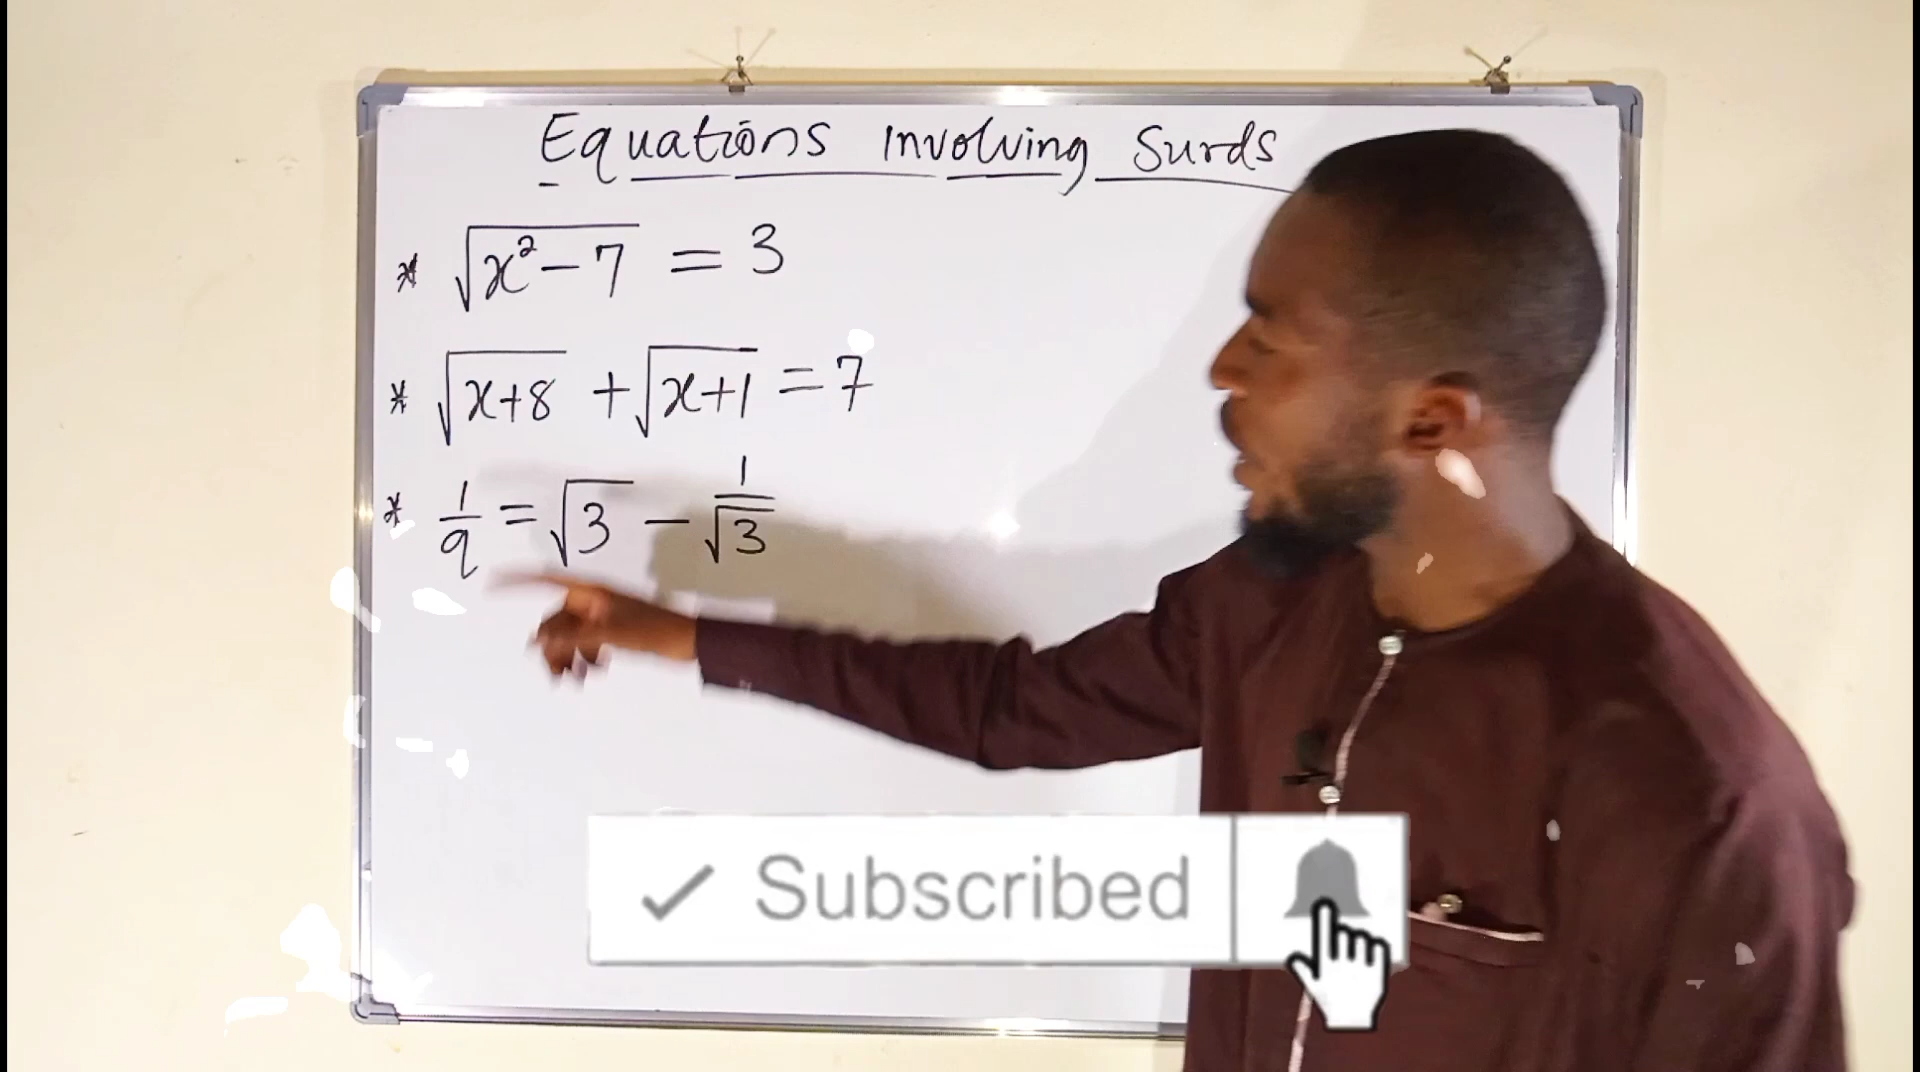 Equations Involving Surds
* √(x² − 7) = 3
* √(x+8) + √(x+1) = 7
* 1/q = √3 − 1/√3
✓ Subscribed